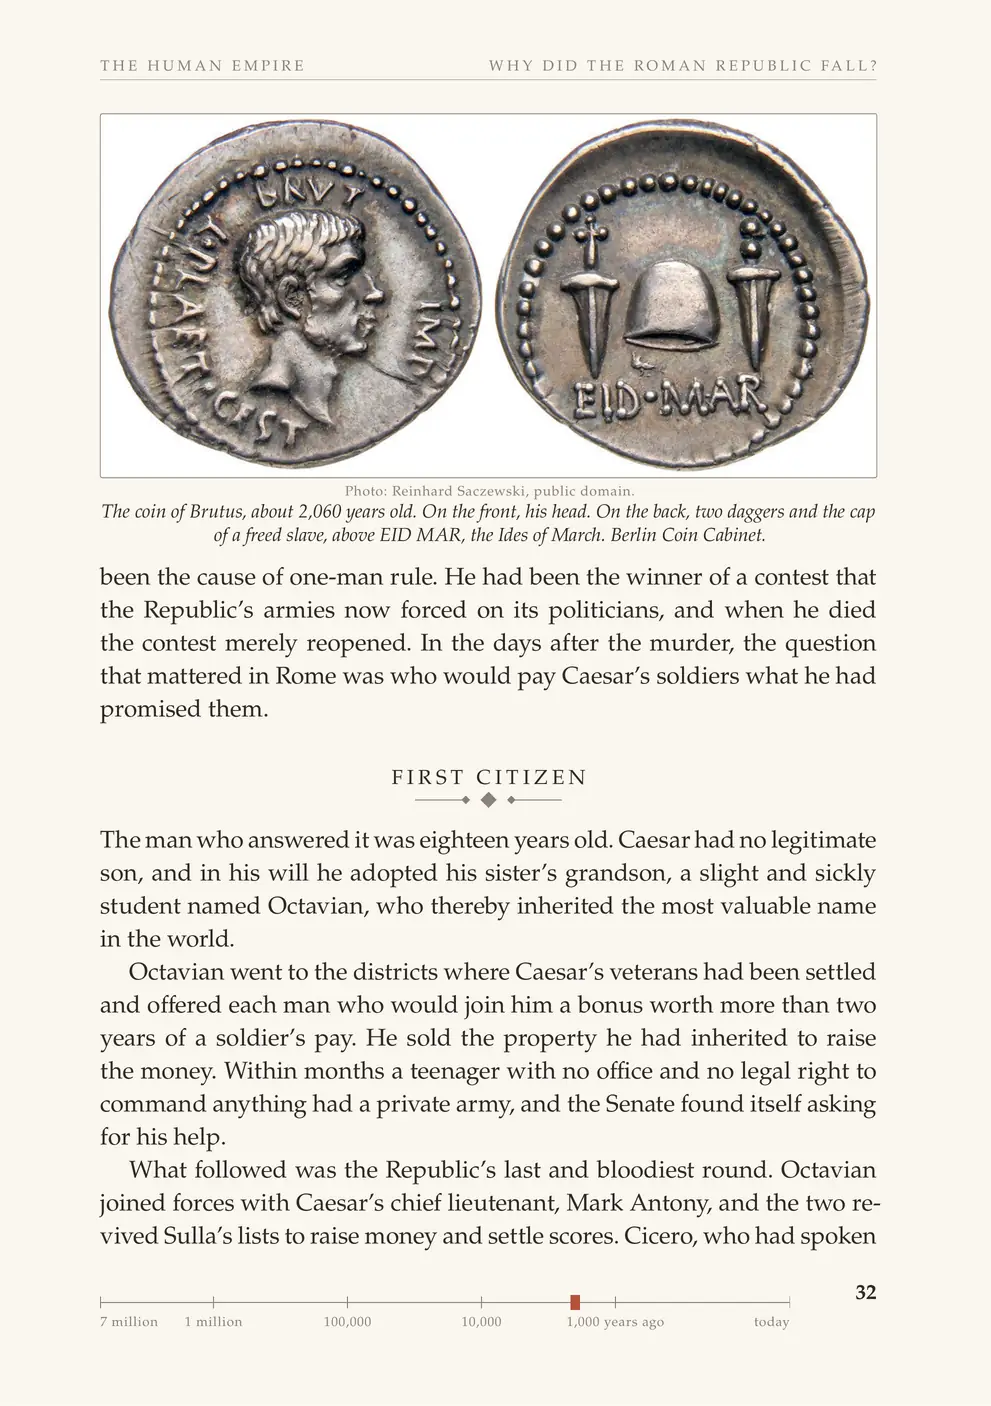 THE HUMAN EMPIRE
WHY DID THE ROMAN REPUBLIC FALL?
BRVT
IMP
L·PLAET·CEST
EID·MAR
Photo: Reinhard Saczewski, public domain.
The coin of Brutus, about 2,060 years old. On the front, his head. On the back, two daggers and the cap
of a freed slave, above EID MAR, the Ides of March. Berlin Coin Cabinet.
been the cause of one-man rule. He had been the winner of a contest that
the Republic’s armies now forced on its politicians, and when he died
the contest merely reopened. In the days after the murder, the question
that mattered in Rome was who would pay Caesar’s soldiers what he had
promised them.
FIRST CITIZEN
The man who answered it was eighteen years old. Caesar had no legitimate
son, and in his will he adopted his sister’s grandson, a slight and sickly
student named Octavian, who thereby inherited the most valuable name
in the world.
Octavian went to the districts where Caesar’s veterans had been settled
and offered each man who would join him a bonus worth more than two
years of a soldier’s pay. He sold the property he had inherited to raise
the money. Within months a teenager with no office and no legal right to
command anything had a private army, and the Senate found itself asking
for his help.
What followed was the Republic’s last and bloodiest round. Octavian
joined forces with Caesar’s chief lieutenant, Mark Antony, and the two re-
vived Sulla’s lists to raise money and settle scores. Cicero, who had spoken
32
7 million 1 million 100,000 10,000 1,000 years ago today